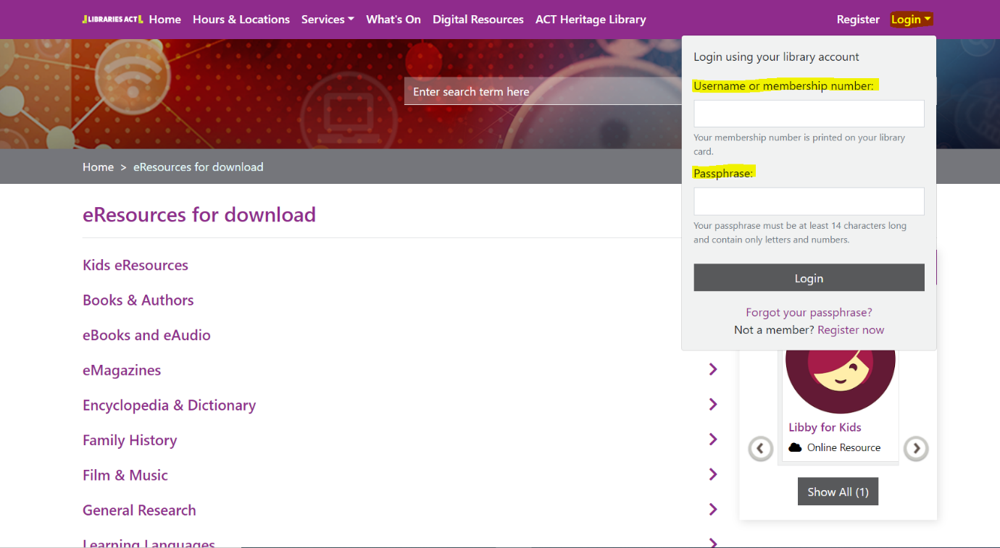 LIBRARIES ACT Home Hours & Locations Services What's On Digital Resources ACT Heritage Library Register Login
Login using your library account
Username or membership number:
Enter search term here
Your membership number is printed on your library
card.
Home > eResources for download
Passphrase:
Your passphrase must be at least 14 characters long
and contain only letters and numbers.
Login
Forgot your passphrase?
Not a member? Register now
eResources for download
Kids eResources
Books & Authors
eBooks and eAudio
eMagazines
Encyclopedia & Dictionary
Family History
Film & Music
General Research
Learning Languages
Libby for Kids
Online Resource
Show All (1)